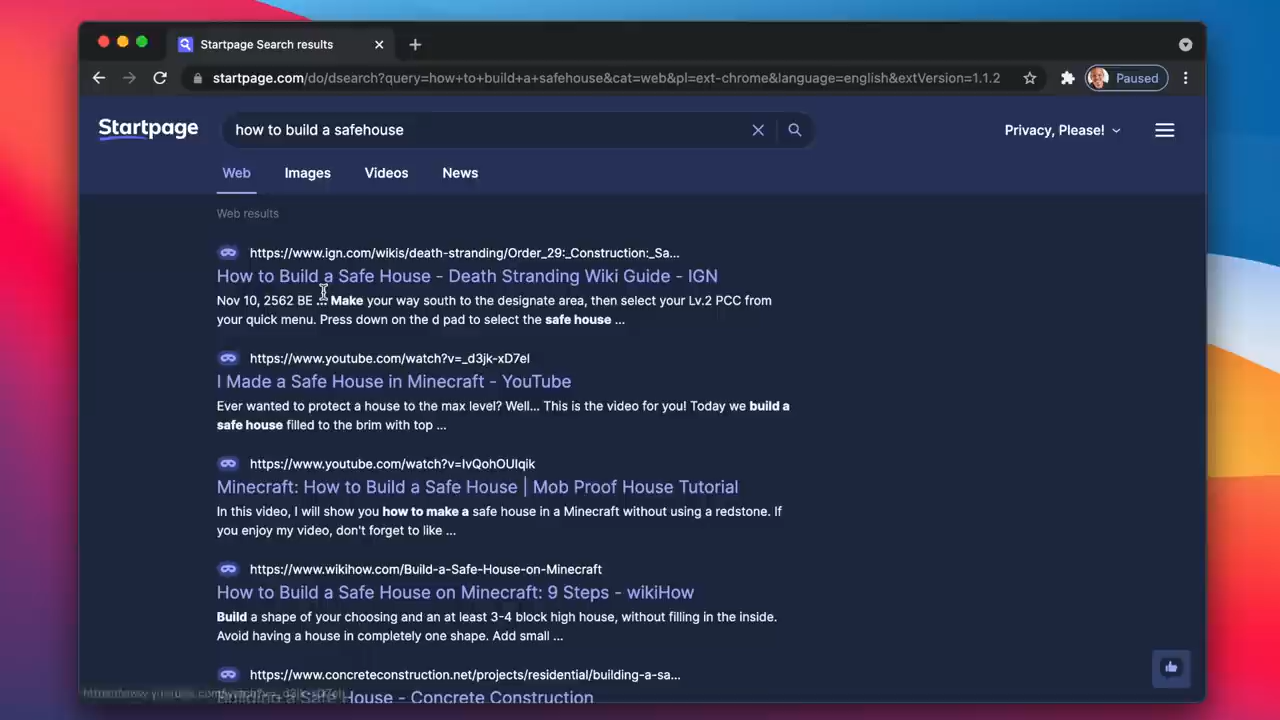 Startpage Search results
startpage.com/do/dsearch?query=how+to+build+a+safehouse&cat=web&pl=ext-chrome&language=english&extVersion=1.1.2
Paused
Startpage
how to build a safehouse
Privacy, Please!
Web
Images
Videos
News
Web results
https://www.ign.com/wikis/death-stranding/Order_29:_Construction:_Sa...
How to Build a Safe House - Death Stranding Wiki Guide - IGN
Nov 10, 2562 BE ... Make your way south to the designate area, then select your Lv.2 PCC from
your quick menu. Press down on the d pad to select the safe house ...
https://www.youtube.com/watch?v=_d3jk-xD7eI
I Made a Safe House in Minecraft - YouTube
Ever wanted to protect a house to the max level? Well... This is the video for you! Today we build a
safe house filled to the brim with top ...
https://www.youtube.com/watch?v=IvQohOUIqik
Minecraft: How to Build a Safe House | Mob Proof House Tutorial
In this video, I will show you how to make a safe house in a Minecraft without using a redstone. If
you enjoy my video, don't forget to like ...
https://www.wikihow.com/Build-a-Safe-House-on-Minecraft
How to Build a Safe House on Minecraft: 9 Steps - wikiHow
Build a shape of your choosing and an at least 3-4 block high house, without filling in the inside.
Avoid having a house in completely one shape. Add small ...
https://www.concreteconstruction.net/projects/residential/building-a-sa...
Building a Safe House - Concrete Construction